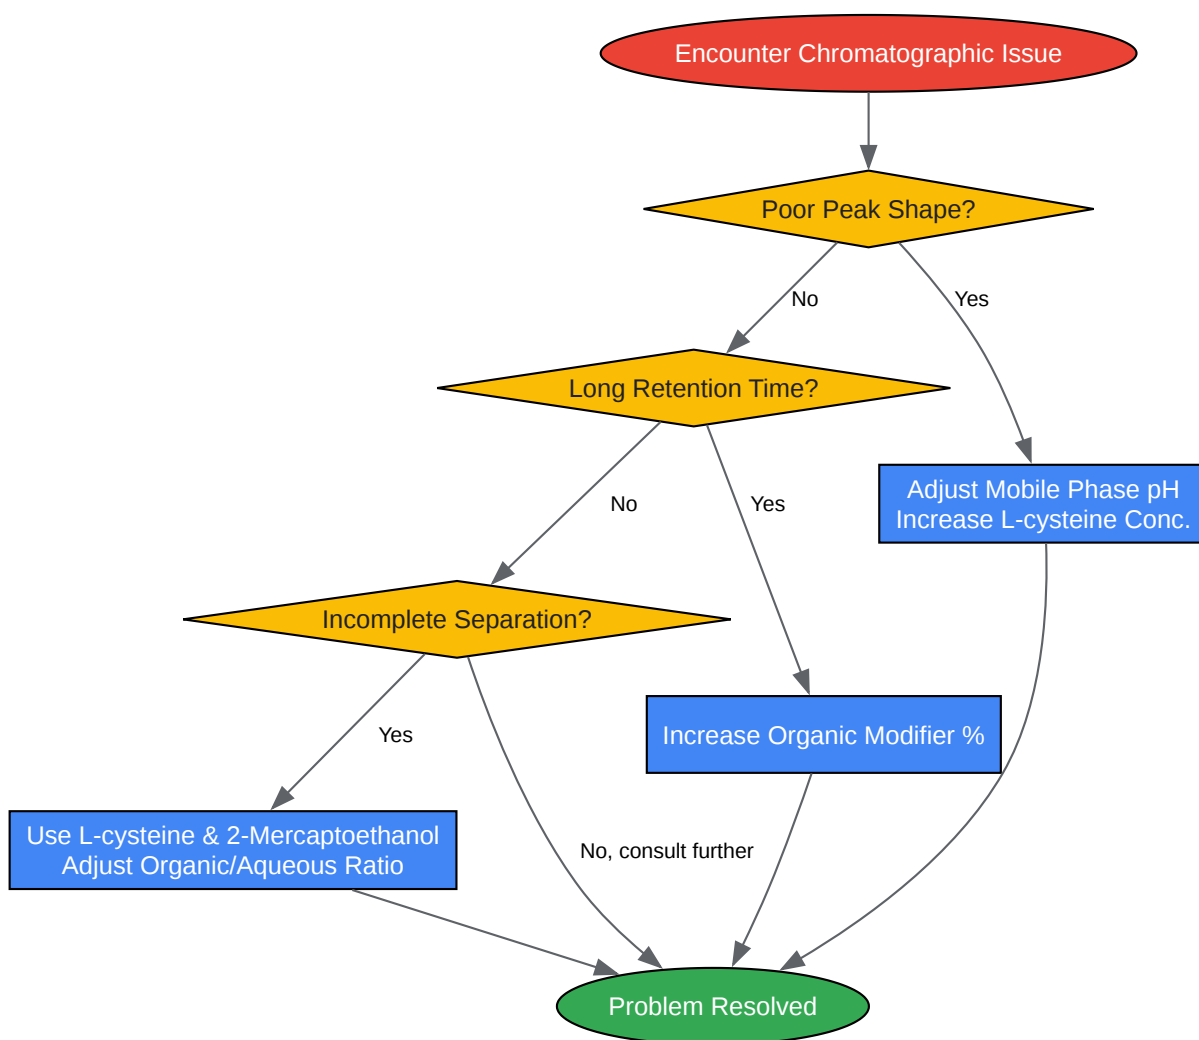 Encounter Chromatographic Issue
Poor Peak Shape?
No
Yes
Long Retention Time?
Adjust Mobile Phase pH
Increase L-cysteine Conc.
No
Yes
Incomplete Separation?
Yes
Increase Organic Modifier %
Use L-cysteine & 2-Mercaptoethanol
Adjust Organic/Aqueous Ratio
No, consult further
Problem Resolved